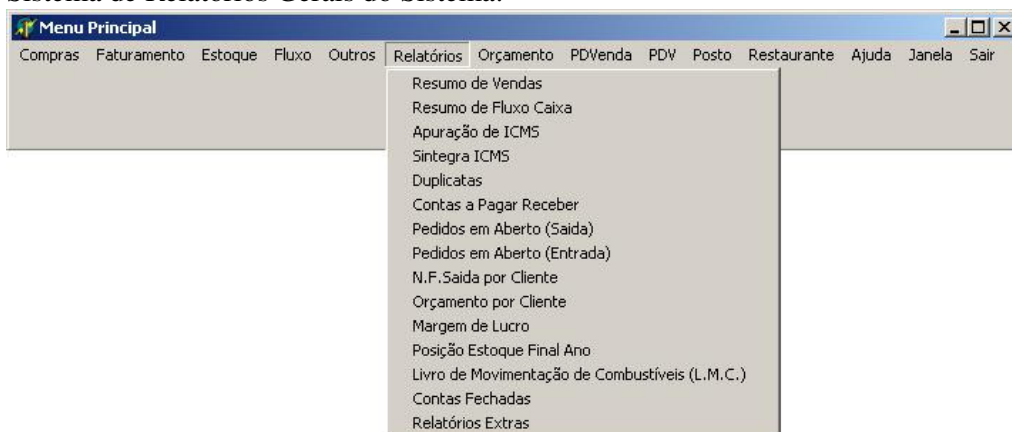 Sistema de Relatórios Gerais do Sistema.
Menu Principal
Compras Faturamento Estoque Fluxo Outros Relatórios Orçamento PDVenda PDV Posto Restaurante Ajuda Janela Sair
Resumo de Vendas
Resumo de Fluxo Caixa
Apuração de ICMS
Sintegra ICMS
Duplicatas
Contas a Pagar Receber
Pedidos em Aberto (Saida)
Pedidos em Aberto (Entrada)
N.F.Saida por Cliente
Orçamento por Cliente
Margem de Lucro
Posição Estoque Final Ano
Livro de Movimentação de Combustíveis (L.M.C.)
Contas Fechadas
Relatórios Extras